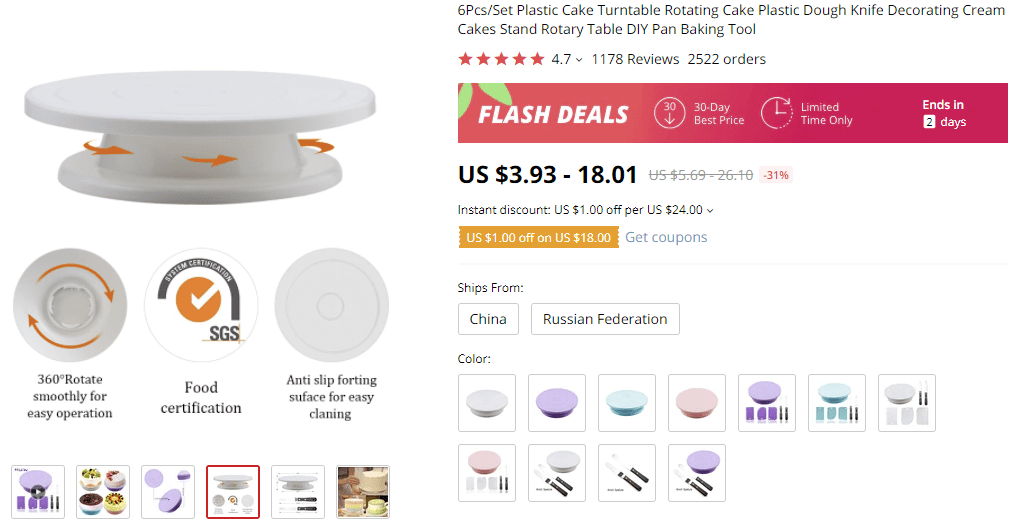 6Pcs/Set Plastic Cake Turntable Rotating Cake Plastic Dough Knife Decorating Cream
Cakes Stand Rotary Table DIY Pan Baking Tool
4.7 1178 Reviews 2522 orders
FLASH DEALS
30
30-Day
Best Price
Limited
Time Only
Ends in
2 days
US $3.93 - 18.01 US $5.69 - 26.10 -31%
Instant discount: US $1.00 off per US $24.00
US $1.00 off on US $18.00 Get coupons
Ships From:
China Russian Federation
Color:
SYSTEM CERTIFICATION
SGS
360°Rotate
smoothly for
easy operation
Food
certification
Anti slip forting
suface for easy
claning